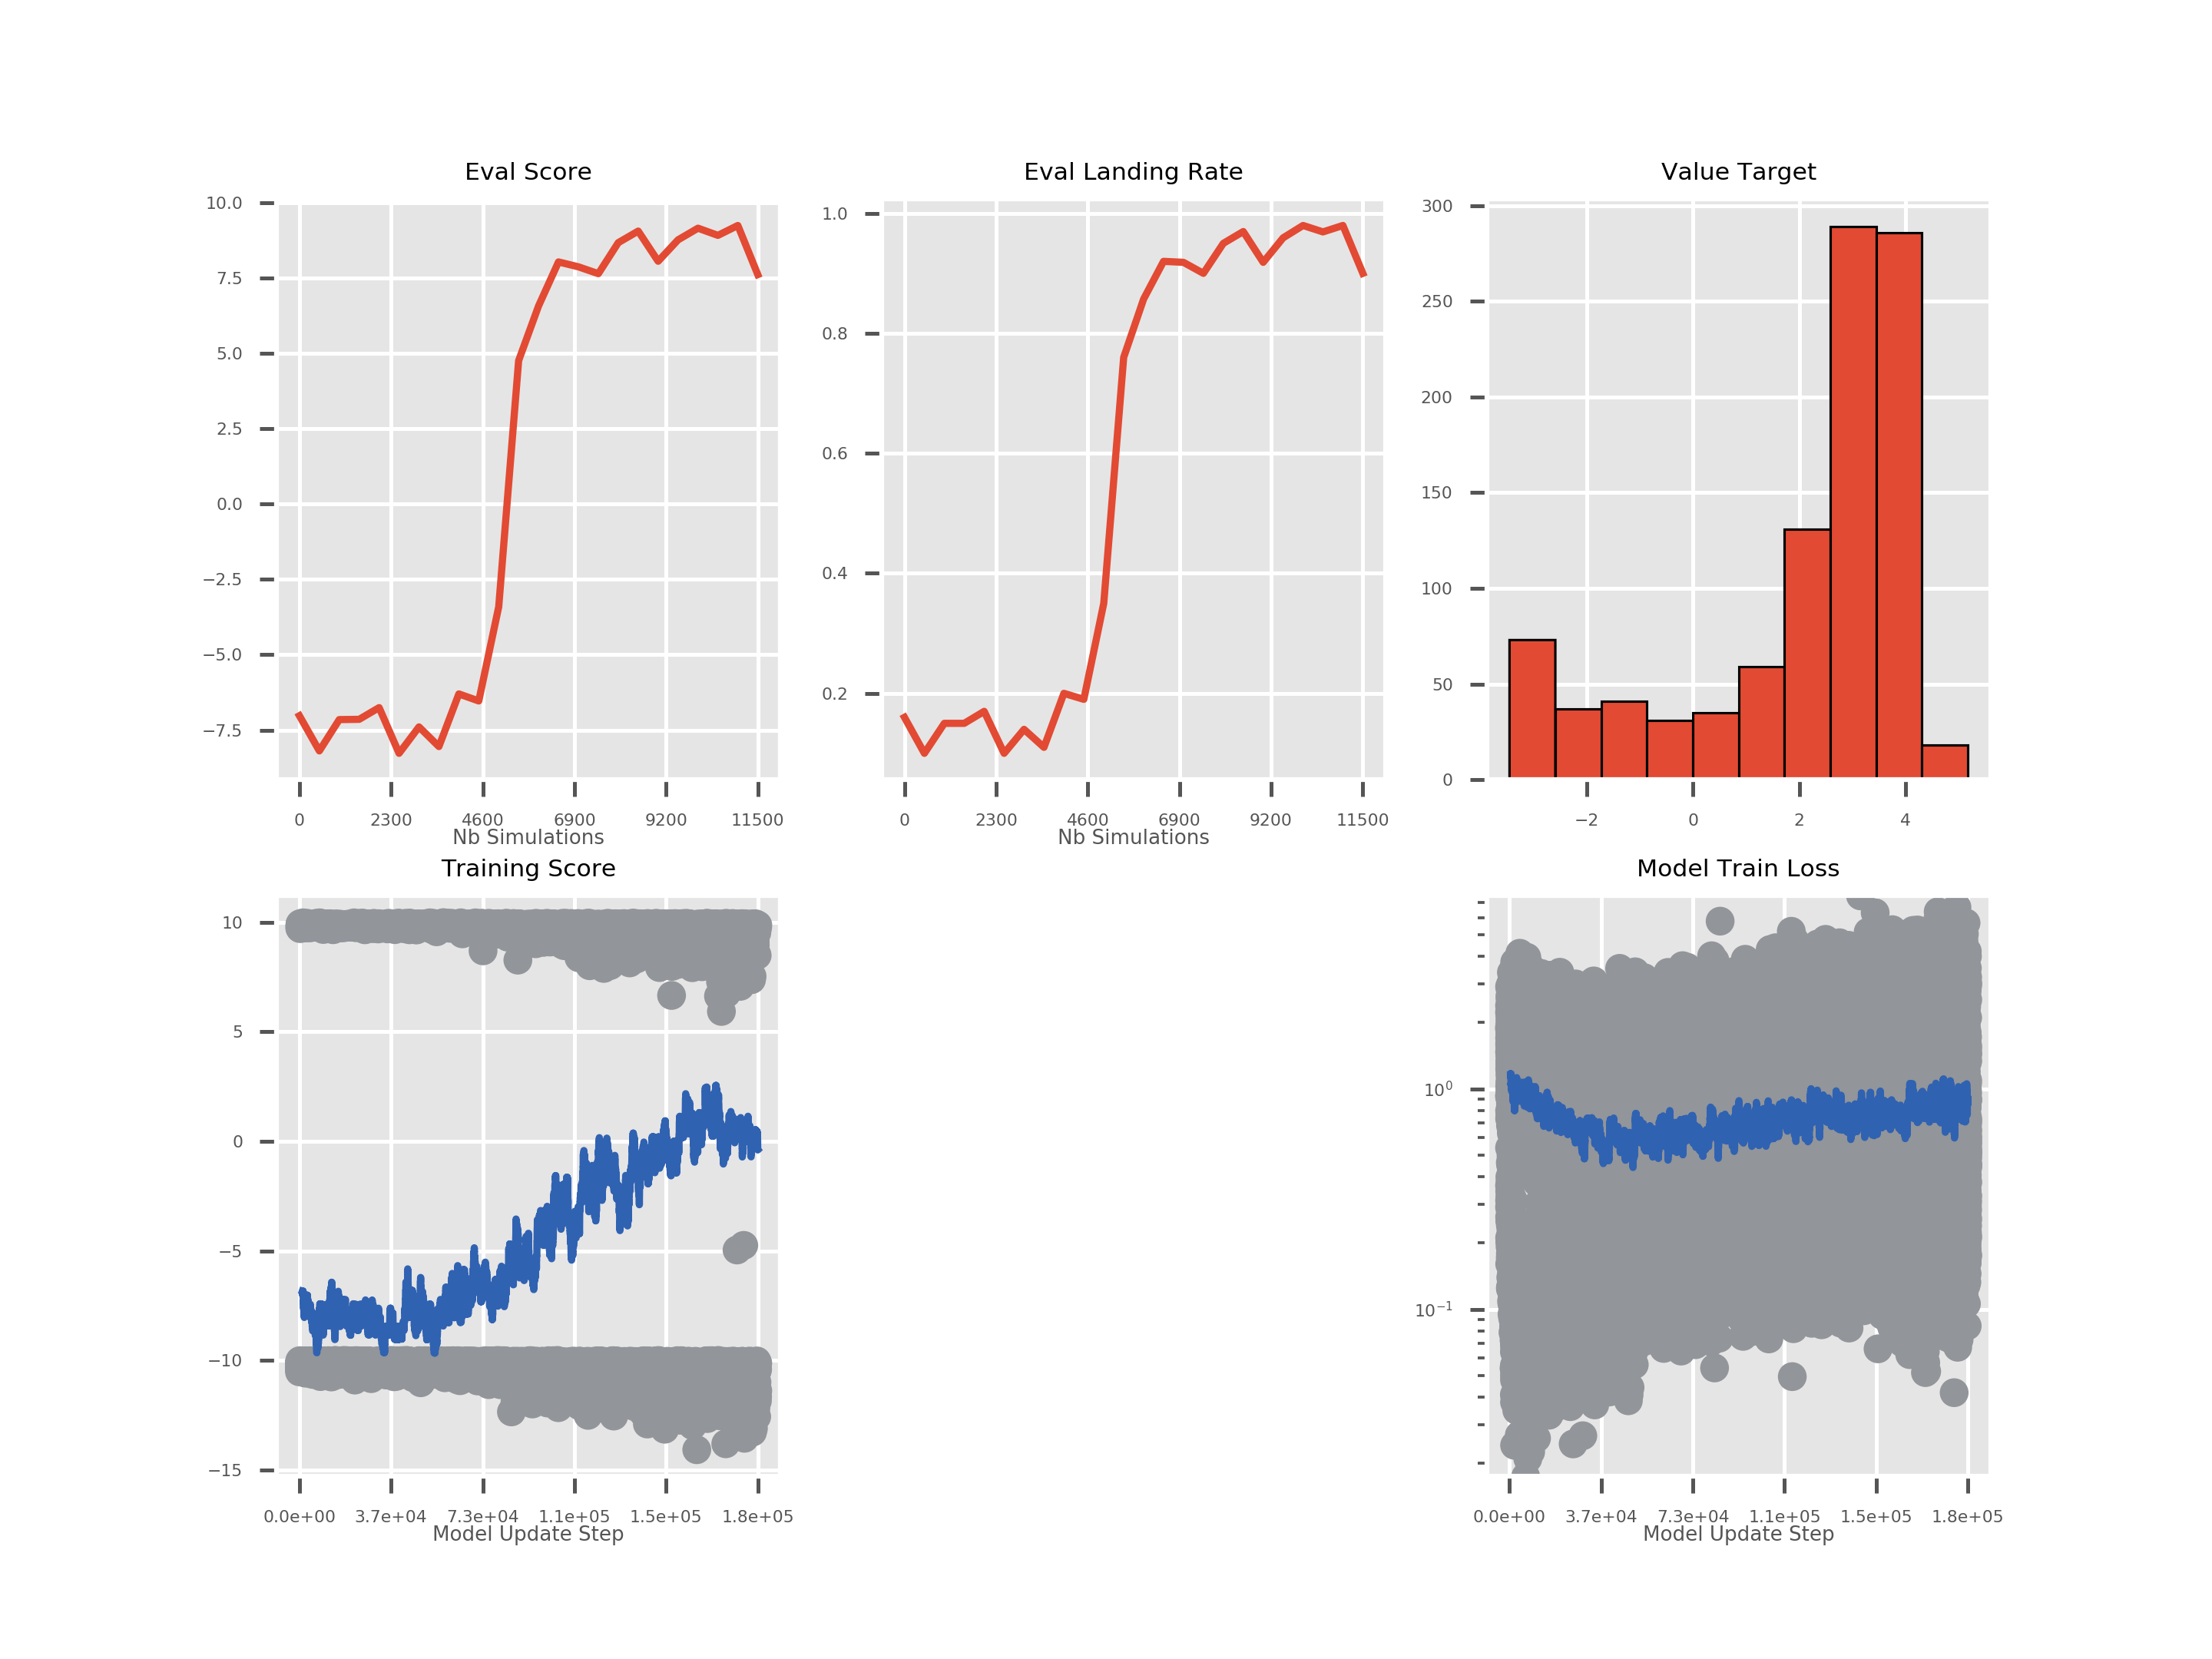 Eval Score
10.0
7.5
5.0
2.5
0.0
−2.5
−5.0
−7.5
0 2300 4600 6900 9200 11500
Nb Simulations
Eval Landing Rate
1.0
0.8
0.6
0.4
0.2
0 2300 4600 6900 9200 11500
Nb Simulations
Value Target
300
250
200
150
100
50
0
−2 0 2 4
Training Score
10
5
0
−5
−10
−15
0.0e+00 3.7e+04 7.3e+04 1.1e+05 1.5e+05 1.8e+05
Model Update Step
Model Train Loss
10⁰
10⁻¹
0.0e+00 3.7e+04 7.3e+04 1.1e+05 1.5e+05 1.8e+05
Model Update Step